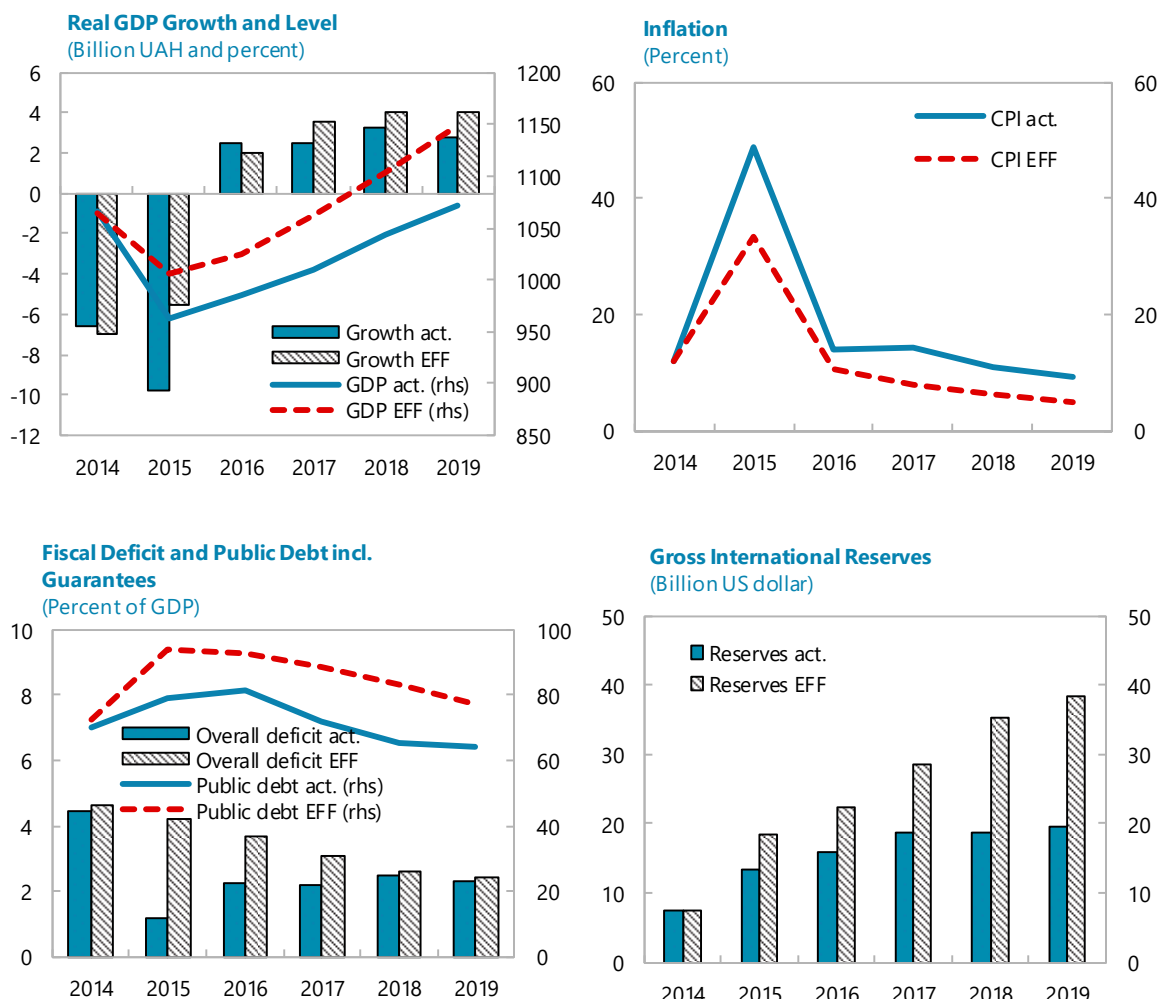 Real GDP Growth and Level
(Billion UAH and percent)
6
4
2
0
-2
-4
-6
-8
-10
-12
1200
1150
1100
1050
1000
950
900
850
Growth act.
Growth EFF
GDP act. (rhs)
GDP EFF (rhs)
2014 2015 2016 2017 2018 2019
Inflation
(Percent)
60
40
20
0
60
40
20
0
CPI act.
CPI EFF
2014 2015 2016 2017 2018 2019
Fiscal Deficit and Public Debt incl.
Guarantees
(Percent of GDP)
10
8
6
4
2
0
100
80
60
40
20
0
Overall deficit act.
Overall deficit EFF
Public debt act. (rhs)
Public debt EFF (rhs)
2014 2015 2016 2017 2018 2019
Gross International Reserves
(Billion US dollar)
50
40
30
20
10
0
50
40
30
20
10
0
Reserves act.
Reserves EFF
2014 2015 2016 2017 2018 2019